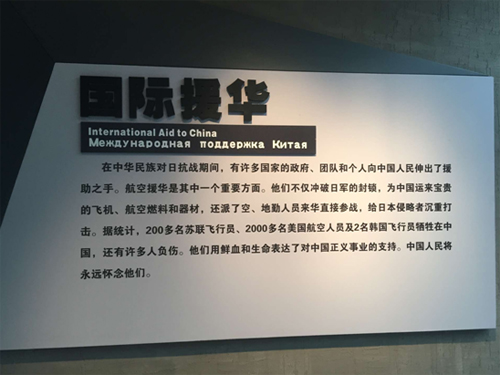 国际援华
International Aid to China
Международная поддержка Китая
在中华民族对日抗战期间，有许多国家的政府、团队和个人向中国人民伸出了援
助之手。航空援华是其中一个重要方面。他们不仅冲破日军的封锁，为中国运来宝贵
的飞机、航空燃料和器材，还派了空、地勤人员来华直接参战，给日本侵略者沉重打
击。据统计，200多名苏联飞行员、2000多名美国航空人员及2名韩国飞行员牺牲在中
国，还有许多人负伤。他们用鲜血和生命表达了对中国正义事业的支持。中国人民将
永远怀念他们。